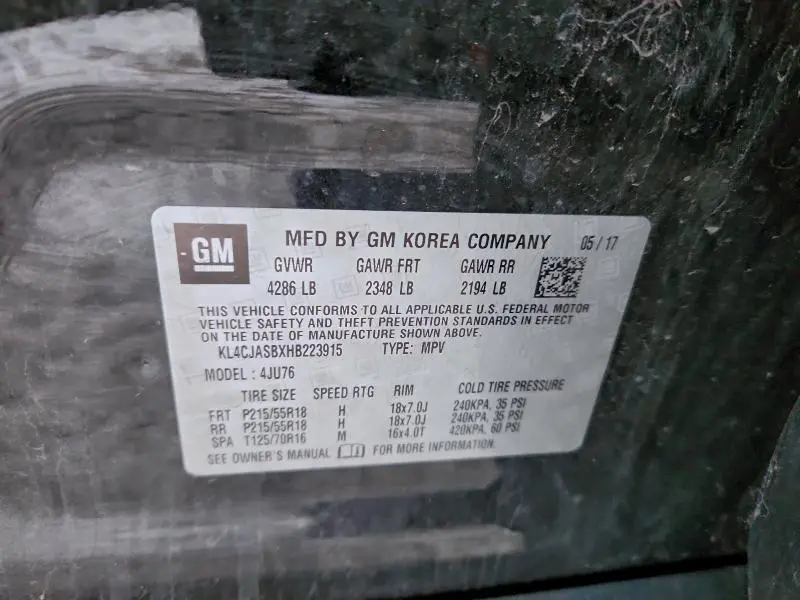 GM
MFD BY GM KOREA COMPANY 05/17
GVWR GAWR FRT GAWR RR
4286 LB 2348 LB 2194 LB
THIS VEHICLE CONFORMS TO ALL APPLICABLE U.S. FEDERAL MOTOR
VEHICLE SAFETY AND THEFT PREVENTION STANDARDS IN EFFECT
ON THE DATE OF MANUFACTURE SHOWN ABOVE.
KL4CJASBXHB223915 TYPE: MPV
MODEL: 4JU76
TIRE SIZE SPEED RTG RIM COLD TIRE PRESSURE
FRT P215/55R18 H 18x7.0J 240KPA, 35 PSI
RR P215/55R18 H 18x7.0J 240KPA, 35 PSI
SPA T125/70R16 M 16x4.0T 420KPA, 60 PSI
SEE OWNER'S MANUAL FOR MORE INFORMATION.